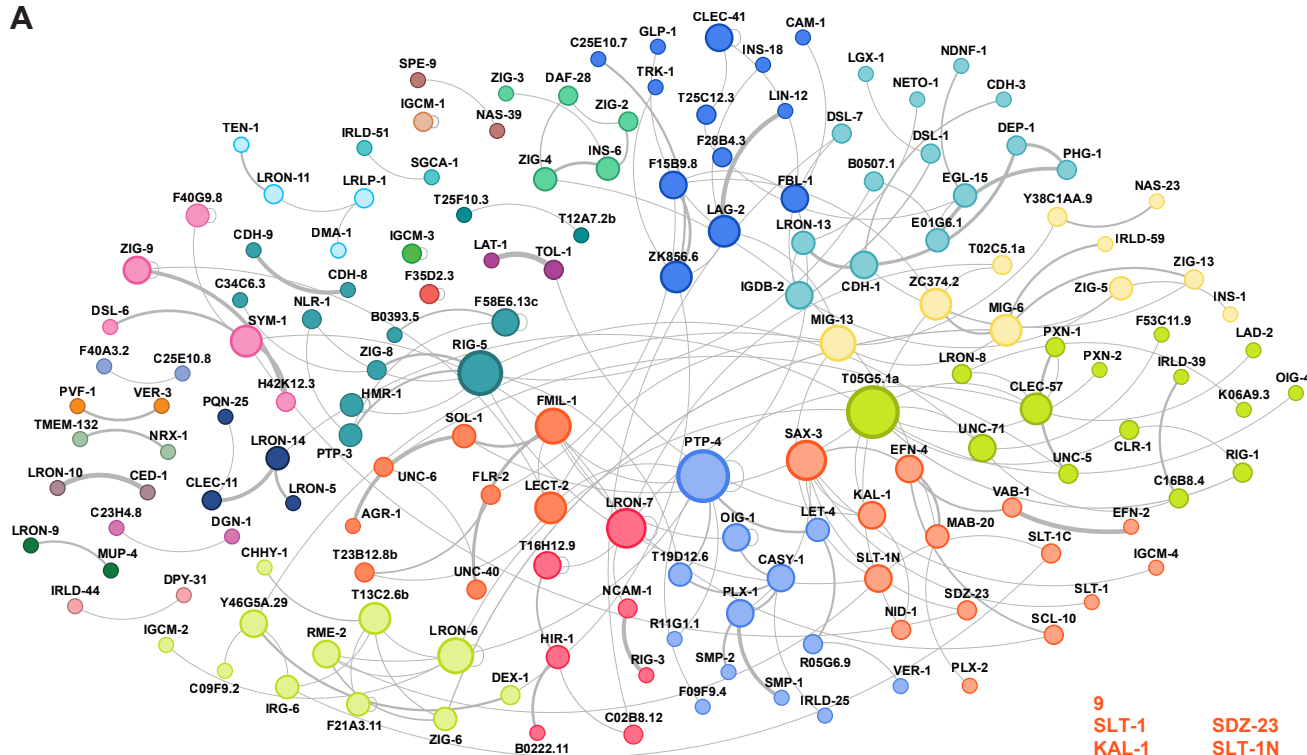 A
GLP-1
CLEC-41
CAM-1
C25E10.7
INS-18
NDNF-1
LGX-1
SPE-9
ZIG-3
DAF-28
TRK-1
NETO-1
CDH-3
IGCM-1
ZIG-2
T25C12.3
LIN-12
DSL-7
DSL-1
DEP-1
TEN-1
IRLD-51
NAS-39
F28B4.3
PHG-1
ZIG-4
INS-6
F15B9.8
FBL-1
B0507.1
EGL-15
LRON-11
LRLP-1
SGCA-1
Y38C1AA.9
NAS-23
F40G9.8
T25F10.3
LAG-2
LRON-13
E01G6.1
T12A7.2b
CDH-9
DMA-1
IGCM-3
LAT-1
TOL-1
ZK856.6
IGDB-2
CDH-1
T02C5.1a
IRLD-59
ZIG-9
CDH-8
F35D2.3
ZC374.2
ZIG-5
ZIG-13
C34C6.3
NLR-1
B0393.5
F58E6.13c
MIG-13
MIG-6
INS-1
DSL-6
SYM-1
ZIG-8
RIG-5
PXN-1
F53C11.9
LAD-2
F40A3.2
C25E10.8
LRON-8
PXN-2
IRLD-39
H42K12.3
HMR-1
T05G5.1a
CLEC-57
OIG-4
PVF-1
VER-3
PQN-25
SOL-1
FMIL-1
K06A9.3
TMEM-132
NRX-1
LRON-14
PTP-3
PTP-4
SAX-3
EFN-4
UNC-71
CLR-1
LRON-10
CED-1
CLEC-11
LRON-5
UNC-6
FLR-2
LECT-2
LRON-7
UNC-5
RIG-1
C16B8.4
AGR-1
OIG-1
LET-4
KAL-1
VAB-1
EFN-2
C23H4.8
DGN-1
MAB-20
LRON-9
MUP-4
CHHY-1
T23B12.8b
T16H12.9
T19D12.6
CASY-1
SLT-1N
SLT-1C
IGCM-4
UNC-40
IRLD-44
DPY-31
Y46G5A.29
T13C2.6b
NCAM-1
PLX-1
NID-1
SDZ-23
SLT-1
IGCM-2
RME-2
LRON-6
HIR-1
R11G1.1
SCL-10
C09F9.2
DEX-1
RIG-3
SMP-2
R05G6.9
VER-1
PLX-2
IRG-6
F21A3.11
ZIG-6
F09F9.4
SMP-1
IRLD-25
B0222.11
C02B8.12
9
SLT-1 SDZ-23
KAL-1 SLT-1N